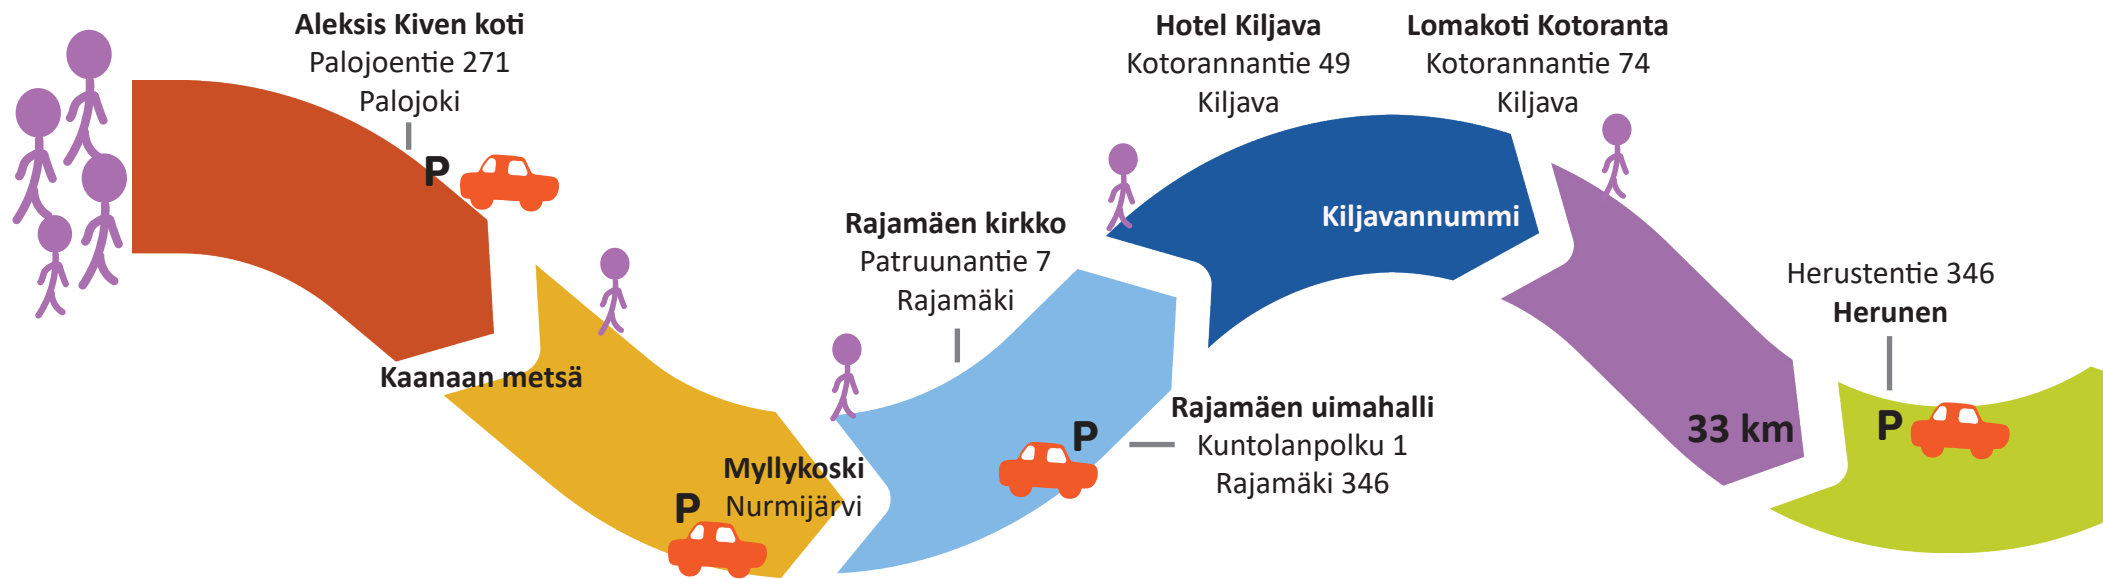 Aleksis Kiven koti
Palojoentie 271
Palojoki
P
Kaanaan metsä
Myllykoski
Nurmijärvi
P
Rajamäen kirkko
Patruunantie 7
Rajamäki
P
Rajamäen uimahalli
Kuntolanpolku 1
Rajamäki 346
Hotel Kiljava
Kotorannantie 49
Kiljava
Kiljavannummi
Lomakoti Kotoranta
Kotorannantie 74
Kiljava
33 km
Herustentie 346
Herunen
P